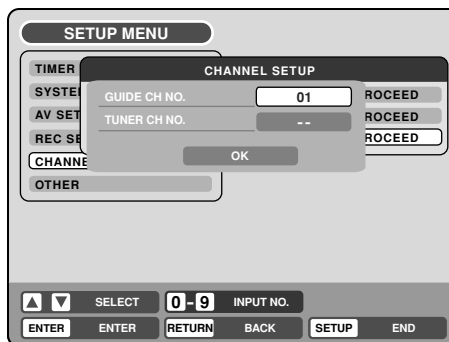 SETUP MENU
TIMER
CHANNEL SETUP
SYSTE
GUIDE CH NO. 01
ROCEED
AV SET
TUNER CH NO. --
ROCEED
REC SE
ROCEED
CHANNE
OK
OTHER
SELECT 0-9 INPUT NO.
ENTER ENTER RETURN BACK SETUP END